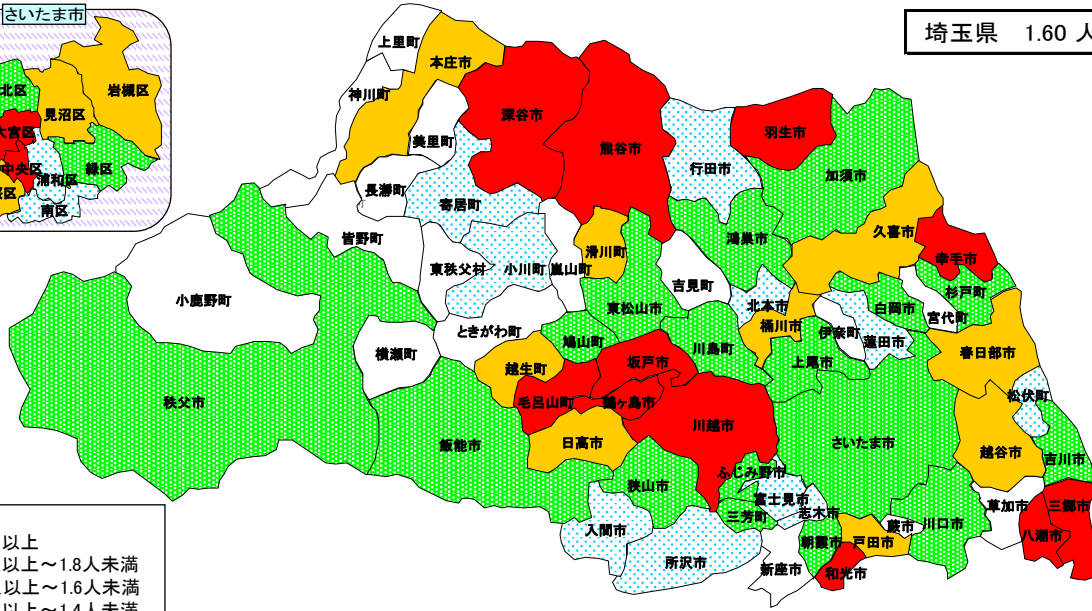 さいたま市
埼玉県 1.60 人
上里町
本庄市
神川町
美里町
深谷市
熊谷市
羽生市
行田市
加須市
長瀞町
寄居町
皆野町
東秩父村
小川町
嵐山町
滑川町
吉見町
鴻巣市
久喜市
幸手市
杉戸町
宮代町
白岡市
小鹿野町
東松山市
北本市
桶川市
伊奈町
蓮田市
春日部市
松伏町
ときがわ町
横瀬町
鳩山町
川島町
上尾市
越生町
坂戸市
毛呂山町
鶴ヶ島市
秩父市
飯能市
日高市
川越市
さいたま市
越谷市
吉川市
狭山市
ふじみ野市
富士見市
三芳町
志木市
入間市
所沢市
新座市
朝霞市
和光市
戸田市
蕨市
川口市
草加市
八潮市
三郷市
北区
見沼区
岩槻区
大宮区
中央区
浦和区
緑区
南区
以上
以上～1.8人未満
以上～1.6人未満
以上～1.4人未満